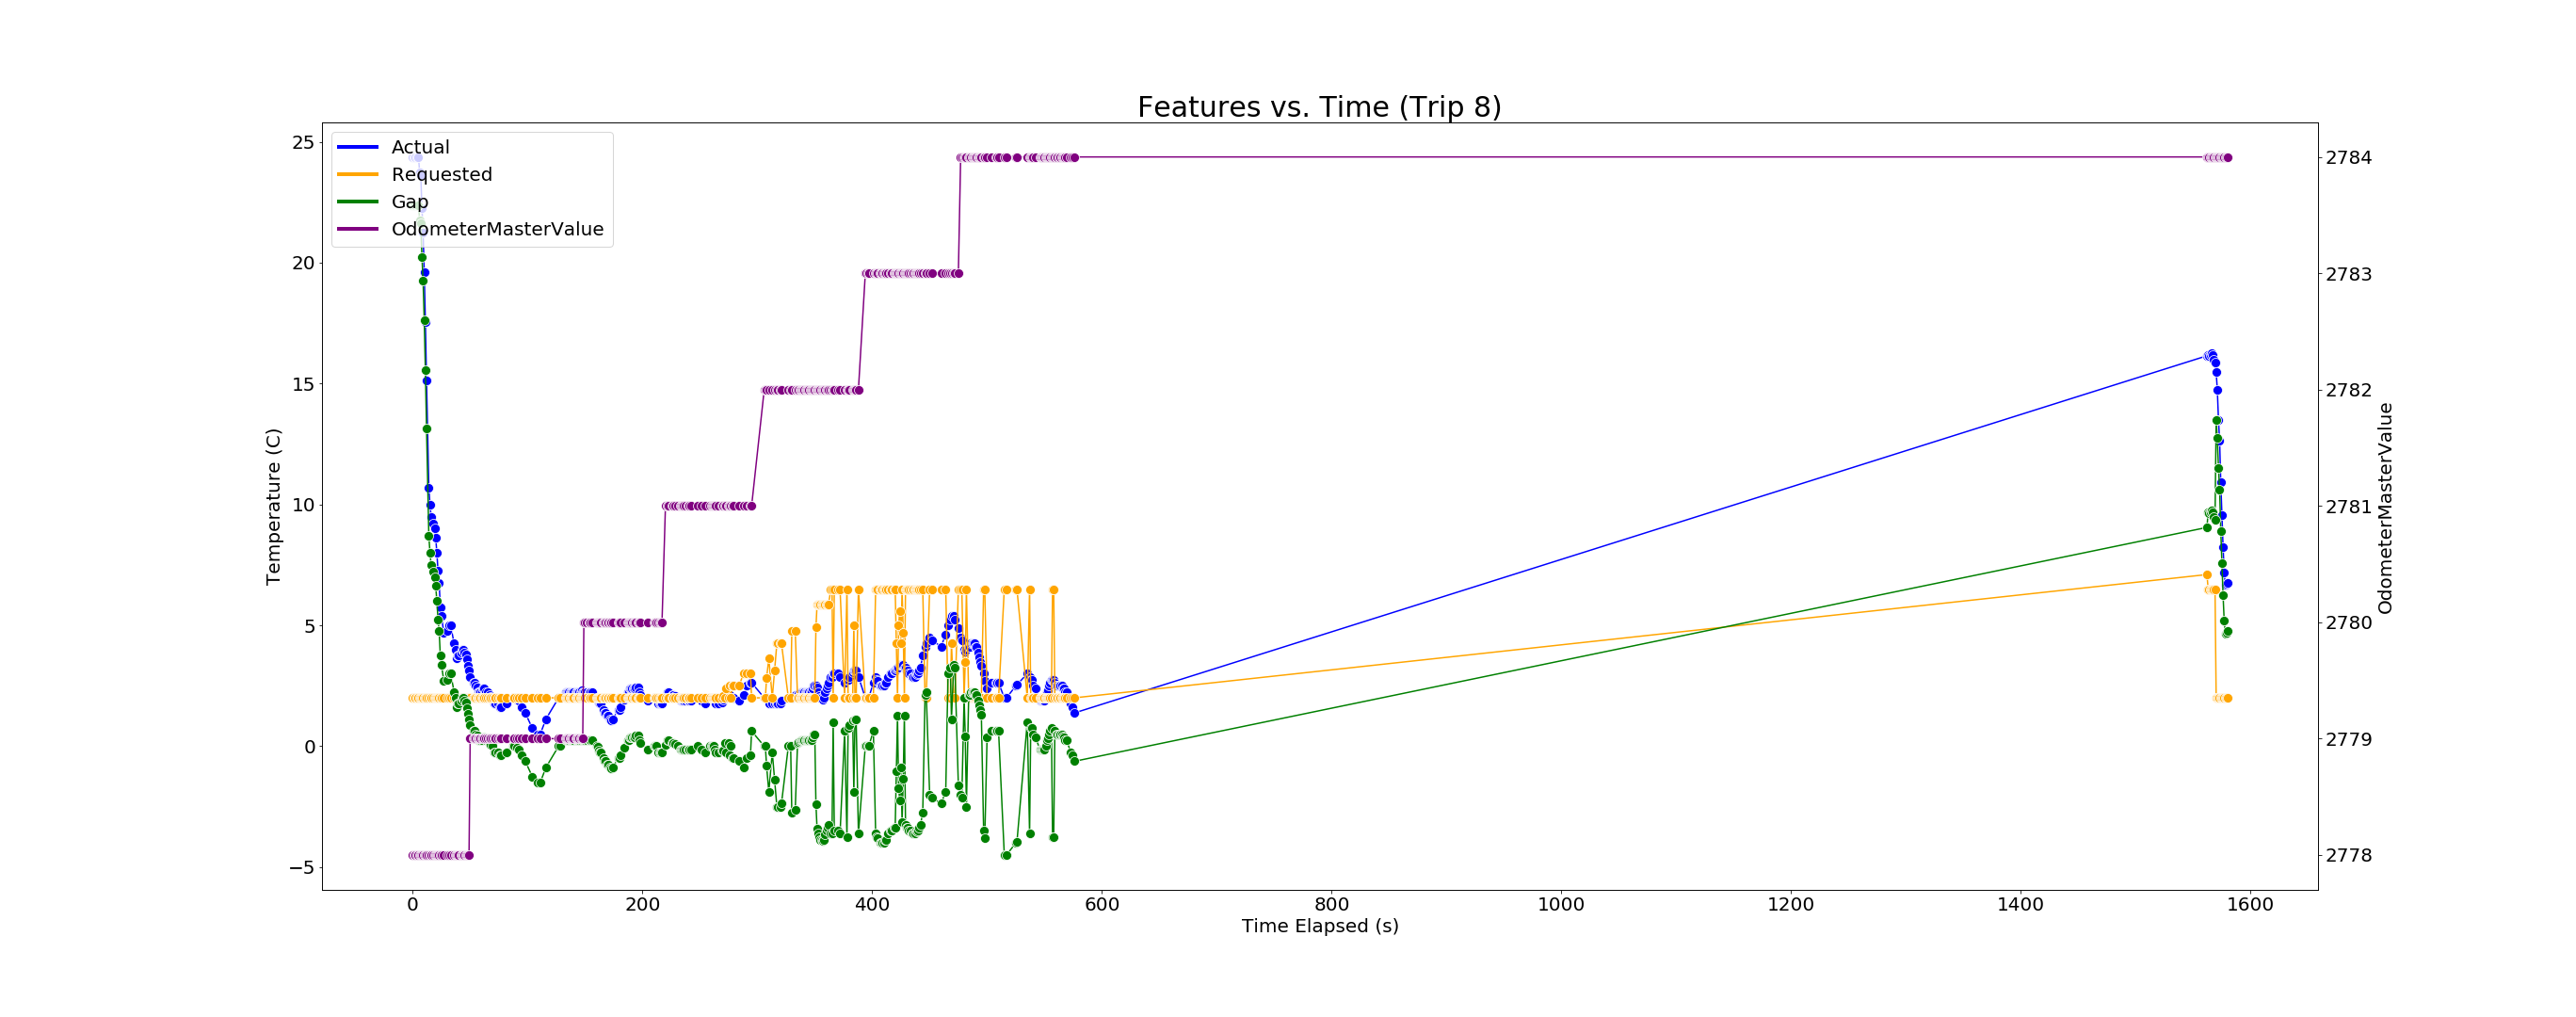 Features vs. Time (Trip 8)
Actual
Requested
Gap
OdometerMasterValue
25
20
15
10
5
0
−5
Temperature (C)
2784
2783
2782
2781
2780
2779
2778
OdometerMasterValue
0 200 400 600 800 1000 1200 1400 1600
Time Elapsed (s)